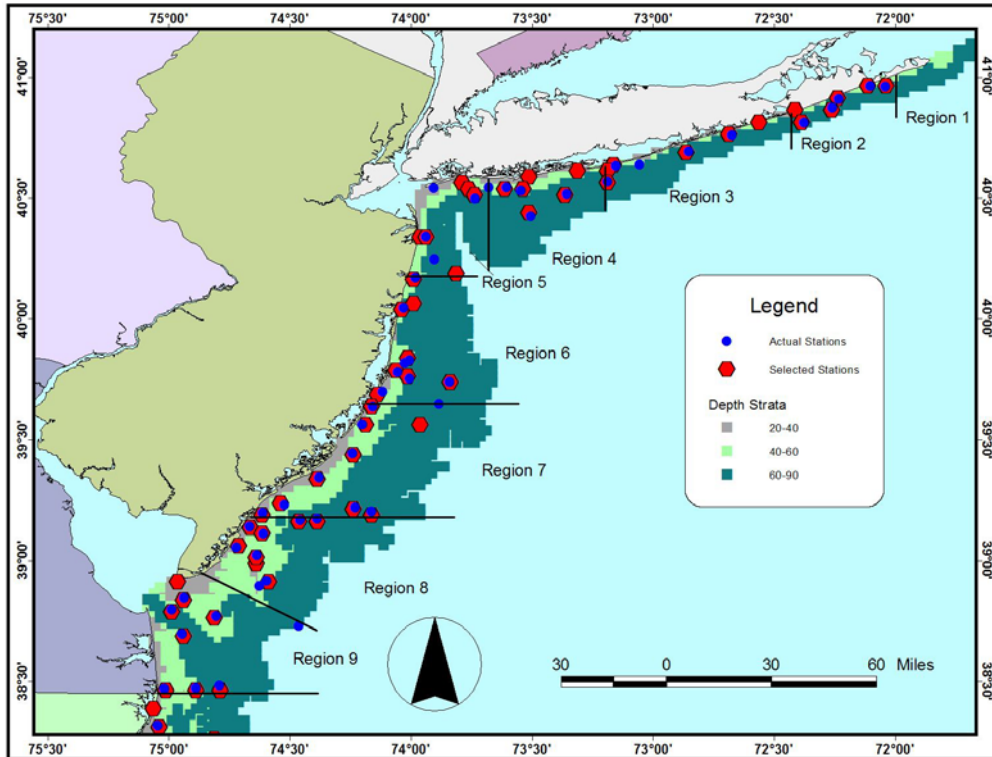 75°00' 74°30' 74°00' 73°30' 73°00' 72°30' 72°00'
41°00' 41°00'
Region 1
Region 2
40°30' 40°30'
Region 3
Region 4
Region 5
Legend
Actual Stations
40°00' 40°00'
Selected Stations
Region 6
Depth Strata
20-40
39°30' 40-60 39°30'
60-90
Region 7
39°00' 39°00'
Region 8
Region 9
30 0 30 60 Miles
38°30' 38°30'
75°30' 75°00' 74°30' 74°00' 73°30' 73°00' 72°30' 72°00'